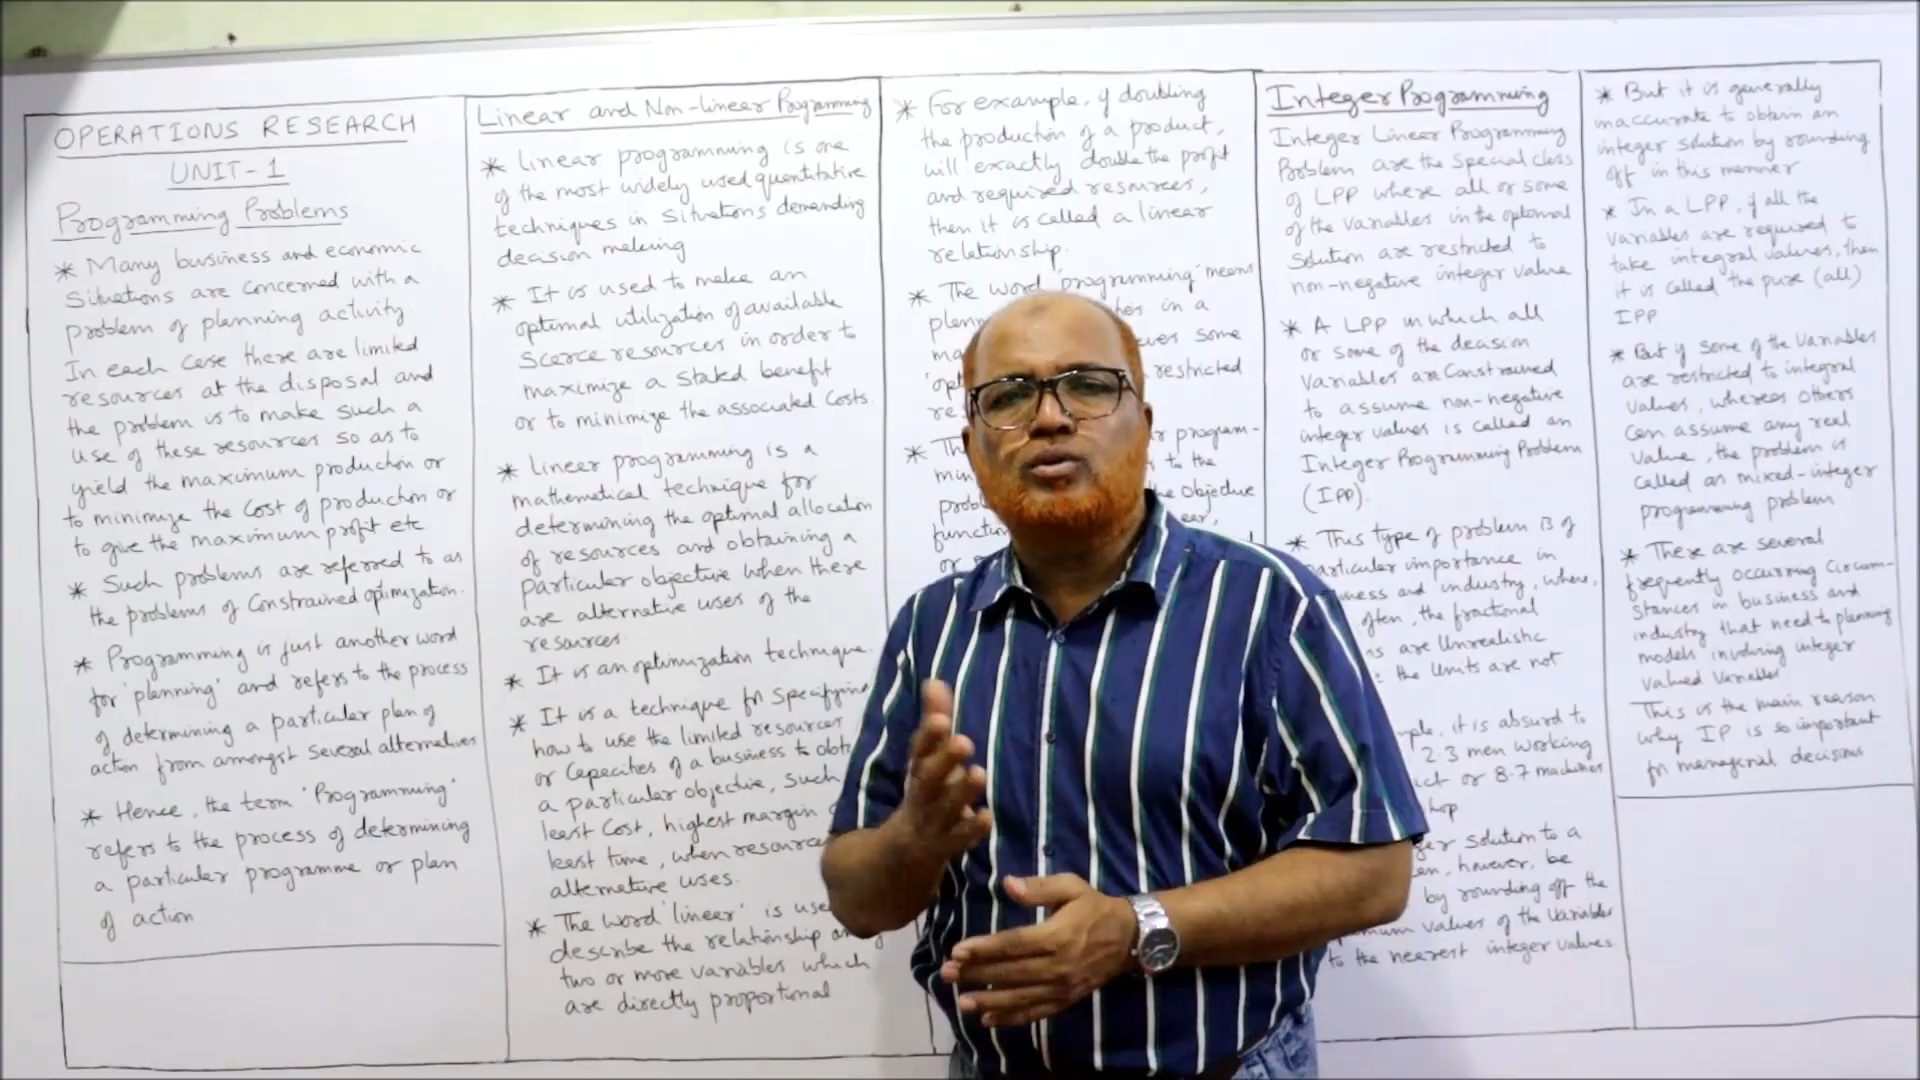 OPERATIONS RESEARCH
UNIT-1
Programming Problems
* Many business and economic
situations are concerned with a
problem of planning activity.
In each case there are limited
resources at the disposal and
the problem is to make such a
use of these resources so as to
yield the maximum production or
to minimize the cost of production or
to give the maximum profit etc
* Such problems are referred to as
the problems of constrained optimization.
* Programming is just another word
for 'planning' and refers to the process
of determining a particular plan of
action from amongst several alternatives
* Hence, the term 'Programming'
refers to the process of determining
a particular programme or plan
of action
Linear and Non-linear Programming
* Linear programming is one
of the most widely used quantitative
techniques in situations demanding
decision making
* It is used to make an
optimal utilization of available
scarce resources in order to
maximize a stated benefit
or to minimize the associated costs.
* Linear programming is a
mathematical technique for
determining the optimal allocation
of resources and obtaining a
particular objective when there
are alternative uses of the
resources.
* It is an optimization technique.
* It is a technique for specifying
how to use the limited resources
or capacities of a business to
a particular objective, such
least cost, highest margin
least time, when resources
alternative uses.
* The word 'linear' is use
describe the relationship
two or more variables which
are directly proportional
* For example, if doubling
the production of a product,
will exactly double the profit
and required resources,
then it is called a linear
relationship.
* The word 'programming' means
in a
some
restricted
program-
to the
the objective
Integer Programming
Integer Linear Programming
Problem are the special class
of LPP where all or some
of the variables in the optimal
solution are restricted to
non-negative integer value
* A LPP in which all
or some of the decision
variables are constrained
to assume non-negative
integer values is called an
Integer Programming Problem
(IPP).
* This type of problem is of
particular importance in
and industry, where,
often, the fractional
are unrealistic
the units are not
it is absurd to
2.3 men working
or 8.7 machines
solution to a
however, be
by rounding off the
values of the variables
to the nearest integer values
* But it is generally
inaccurate to obtain an
integer solution by rounding
off in this manner
* In a LPP, if all the
variables are required to
take integral values, then
it is called the pure (all)
IPP
* But if some of the variables
are restricted to integral
values, whereas others
can assume any real
value, the problem is
called as mixed-integer
programming problem
* There are several
frequently occurring circum-
stances in business and
industry that need to planning
models involving integer
valued variables
This is the main reason
why IP is so important
for managerial decisions